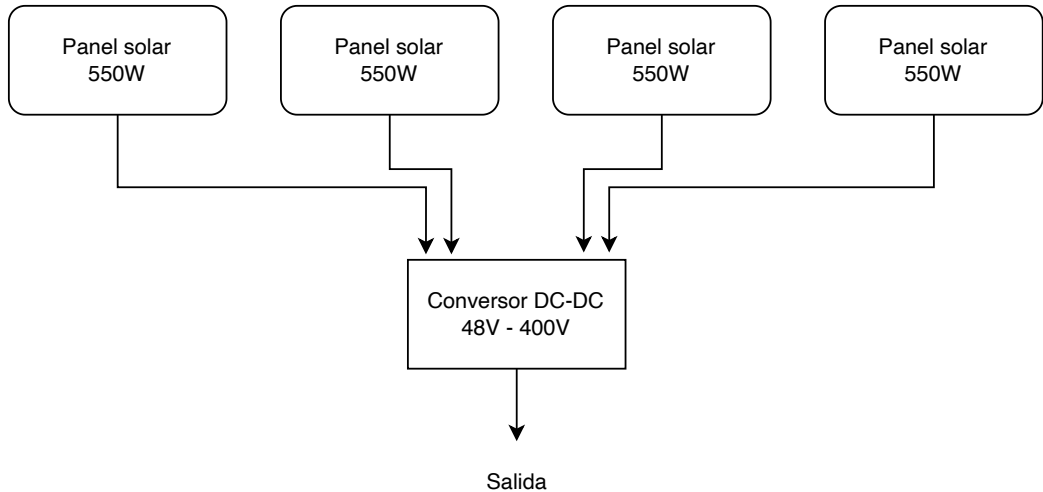 Panel solar
550W
Panel solar
550W
Panel solar
550W
Panel solar
550W
Conversor DC-DC
48V - 400V
Salida